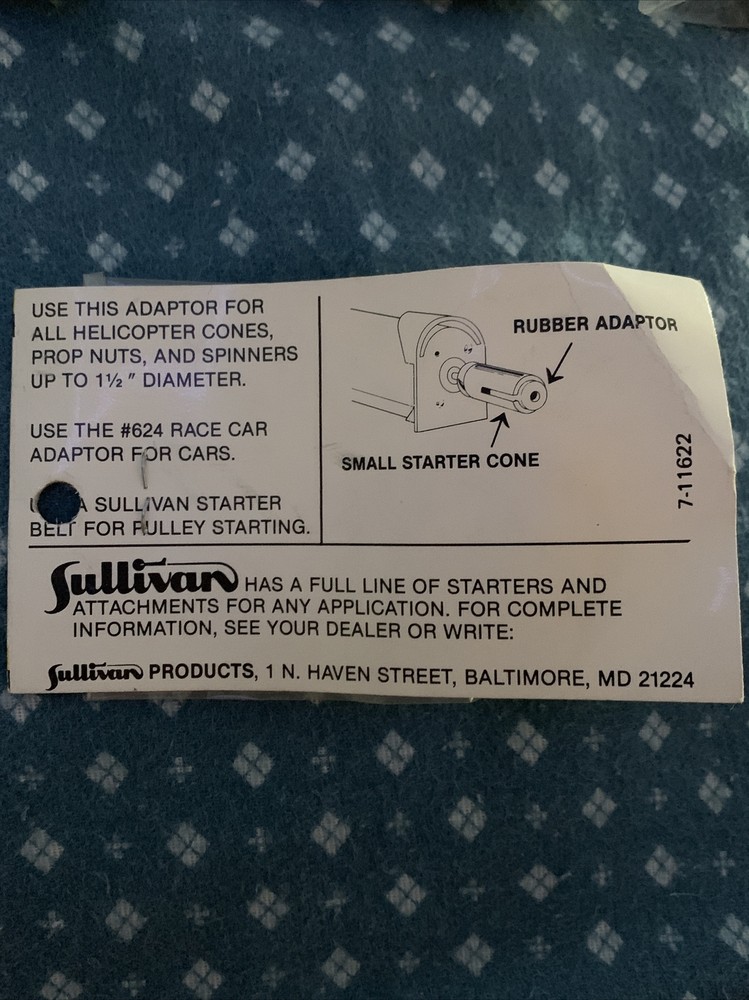 USE THIS ADAPTOR FOR
ALL HELICOPTER CONES,
PROP NUTS, AND SPINNERS
UP TO 1½" DIAMETER.
USE THE #624 RACE CAR
ADAPTOR FOR CARS.
A SULLIVAN STARTER
BELT FOR PULLEY STARTING.
RUBBER ADAPTOR
SMALL STARTER CONE
7-11622
Sullivan HAS A FULL LINE OF STARTERS AND
ATTACHMENTS FOR ANY APPLICATION. FOR COMPLETE
INFORMATION, SEE YOUR DEALER OR WRITE:
Sullivan PRODUCTS, 1 N. HAVEN STREET, BALTIMORE, MD 21224